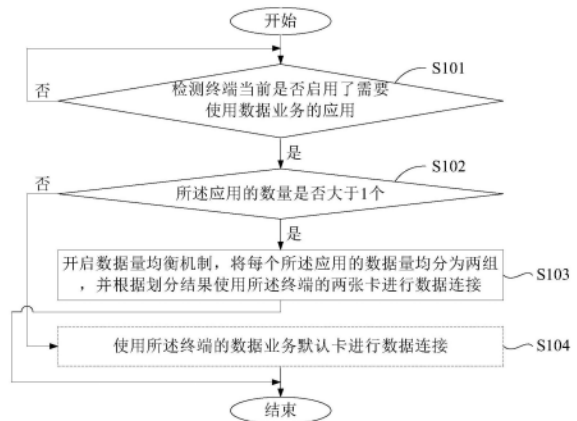 开始
S101
检测终端当前是否启用了需要
使用数据业务的应用
否
是
S102
所述应用的数量是否大于1个
否
是
开启数据量均衡机制，将每个所述应用的数据量均分为两组
，并根据划分结果使用所述终端的两张卡进行数据连接
S103
使用所述终端的数据业务默认卡进行数据连接
S104
结束